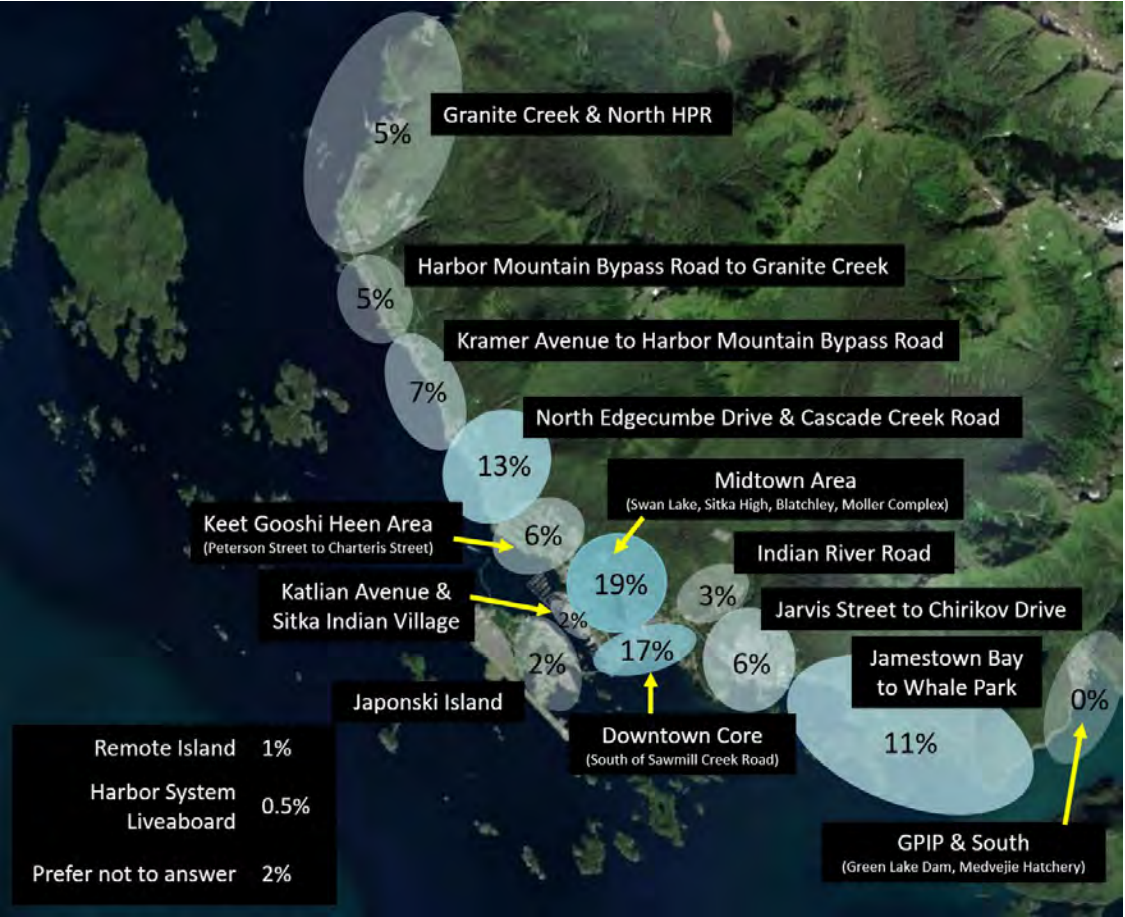 Granite Creek & North HPR
5%
Harbor Mountain Bypass Road to Granite Creek
5%
Kramer Avenue to Harbor Mountain Bypass Road
7%
North Edgecumbe Drive & Cascade Creek Road
13%
Midtown Area
(Swan Lake, Sitka High, Blatchley, Moller Complex)
19%
Keet Gooshi Heen Area
(Peterson Street to Charteris Street)
6%
Indian River Road
3%
Katlian Avenue &
Sitka Indian Village
2%
Jarvis Street to Chirikov Drive
6%
Japonski Island
2%
17%
Downtown Core
(South of Sawmill Creek Road)
Jamestown Bay
to Whale Park
11%
0%
GPIP & South
(Green Lake Dam, Medvejie Hatchery)
Remote Island 1%
Harbor System
Liveaboard 0.5%
Prefer not to answer 2%